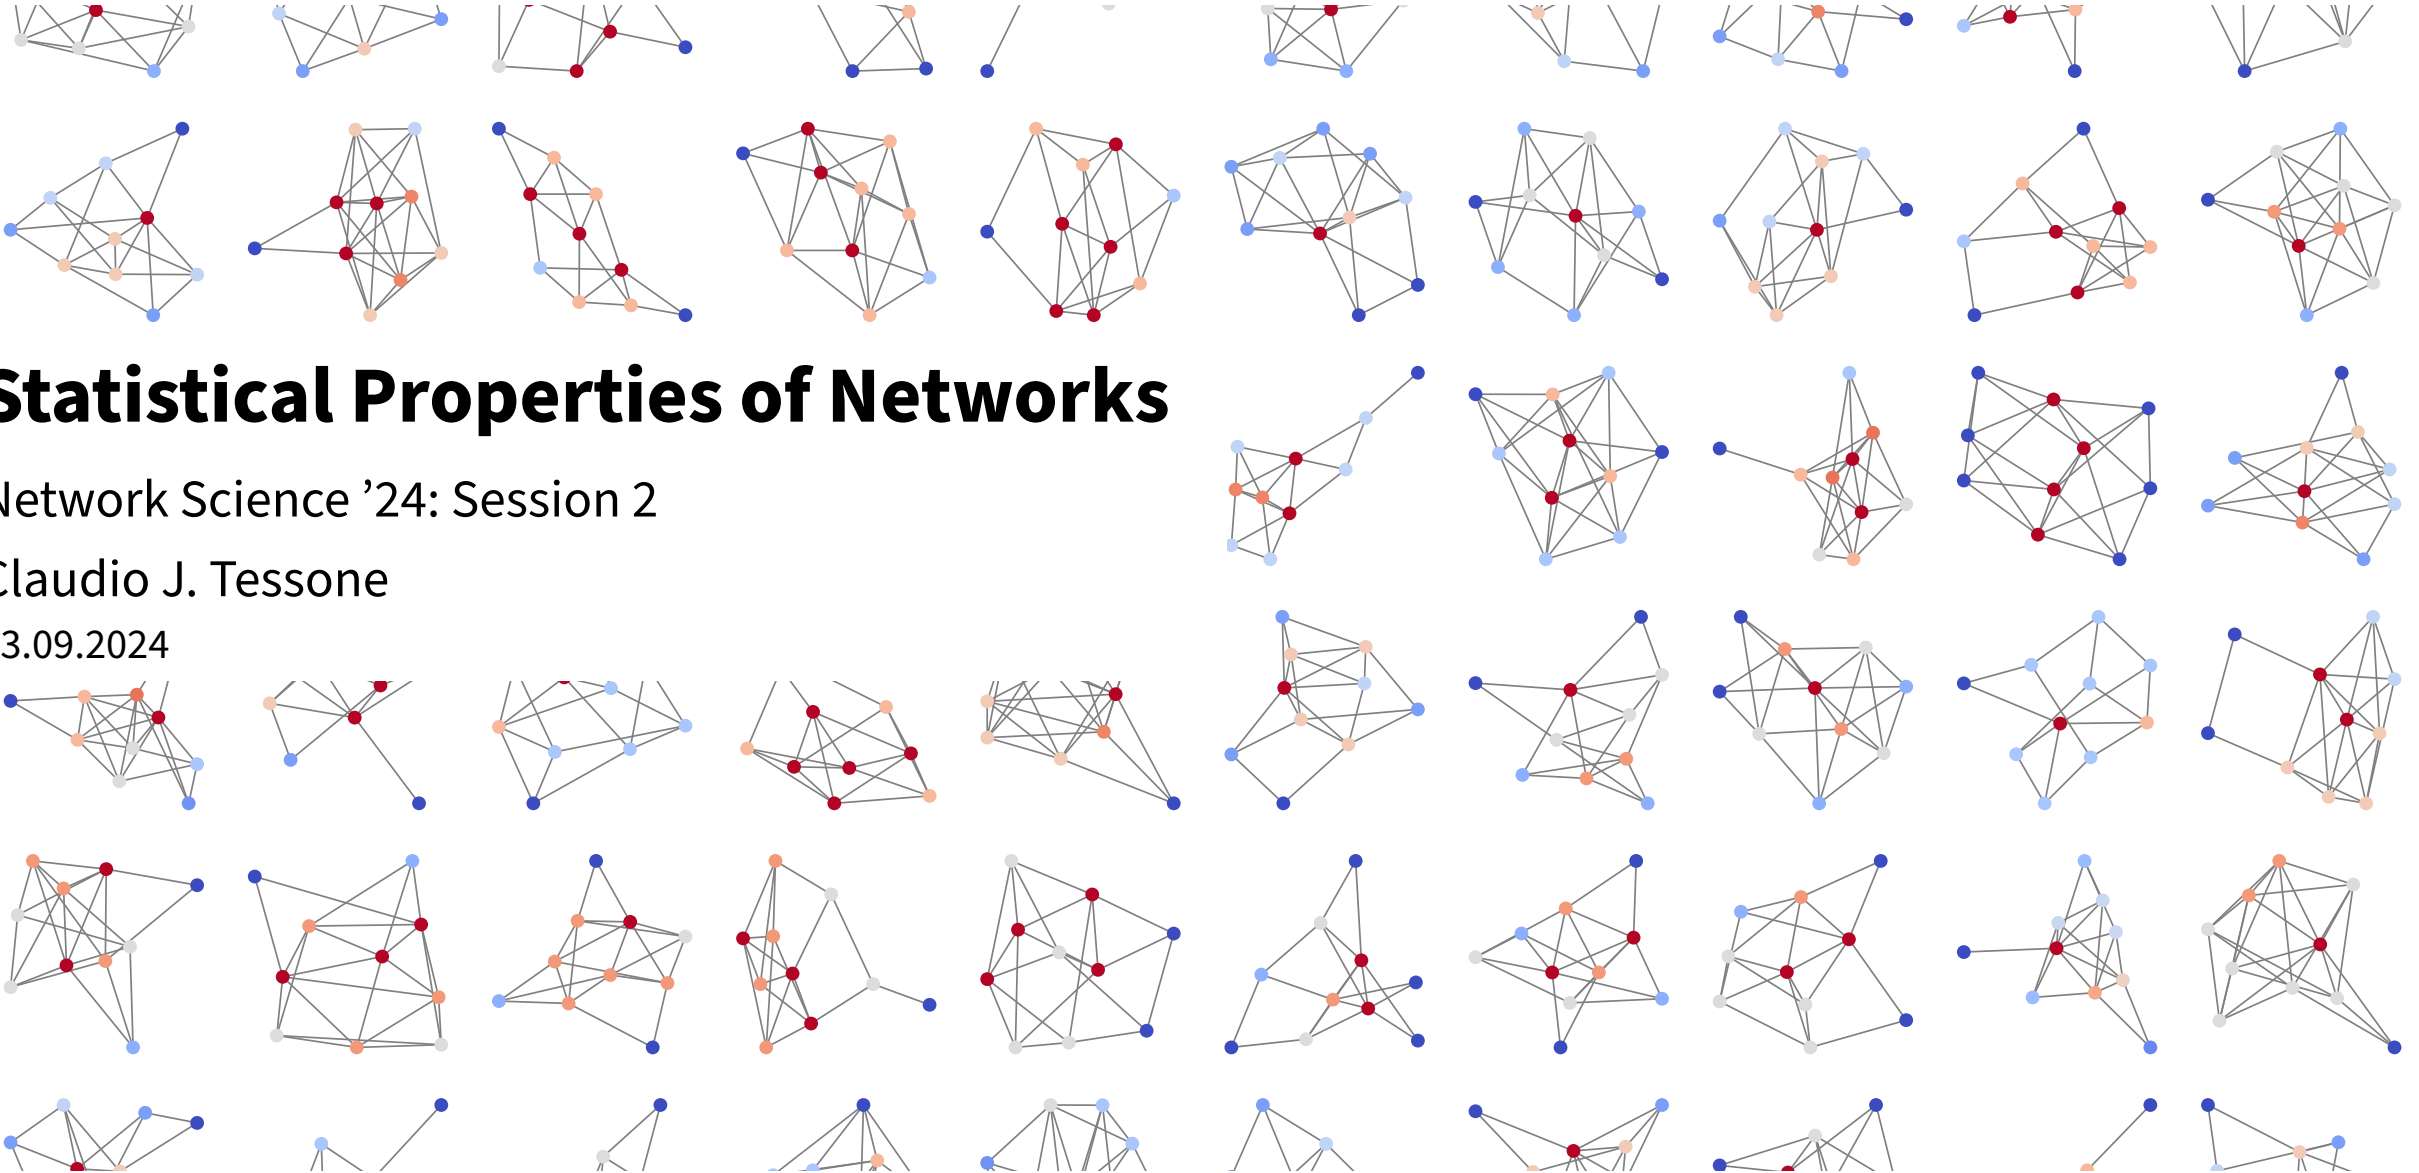 Statistical Properties of Networks
Network Science ’24: Session 2
Claudio J. Tessone
3.09.2024